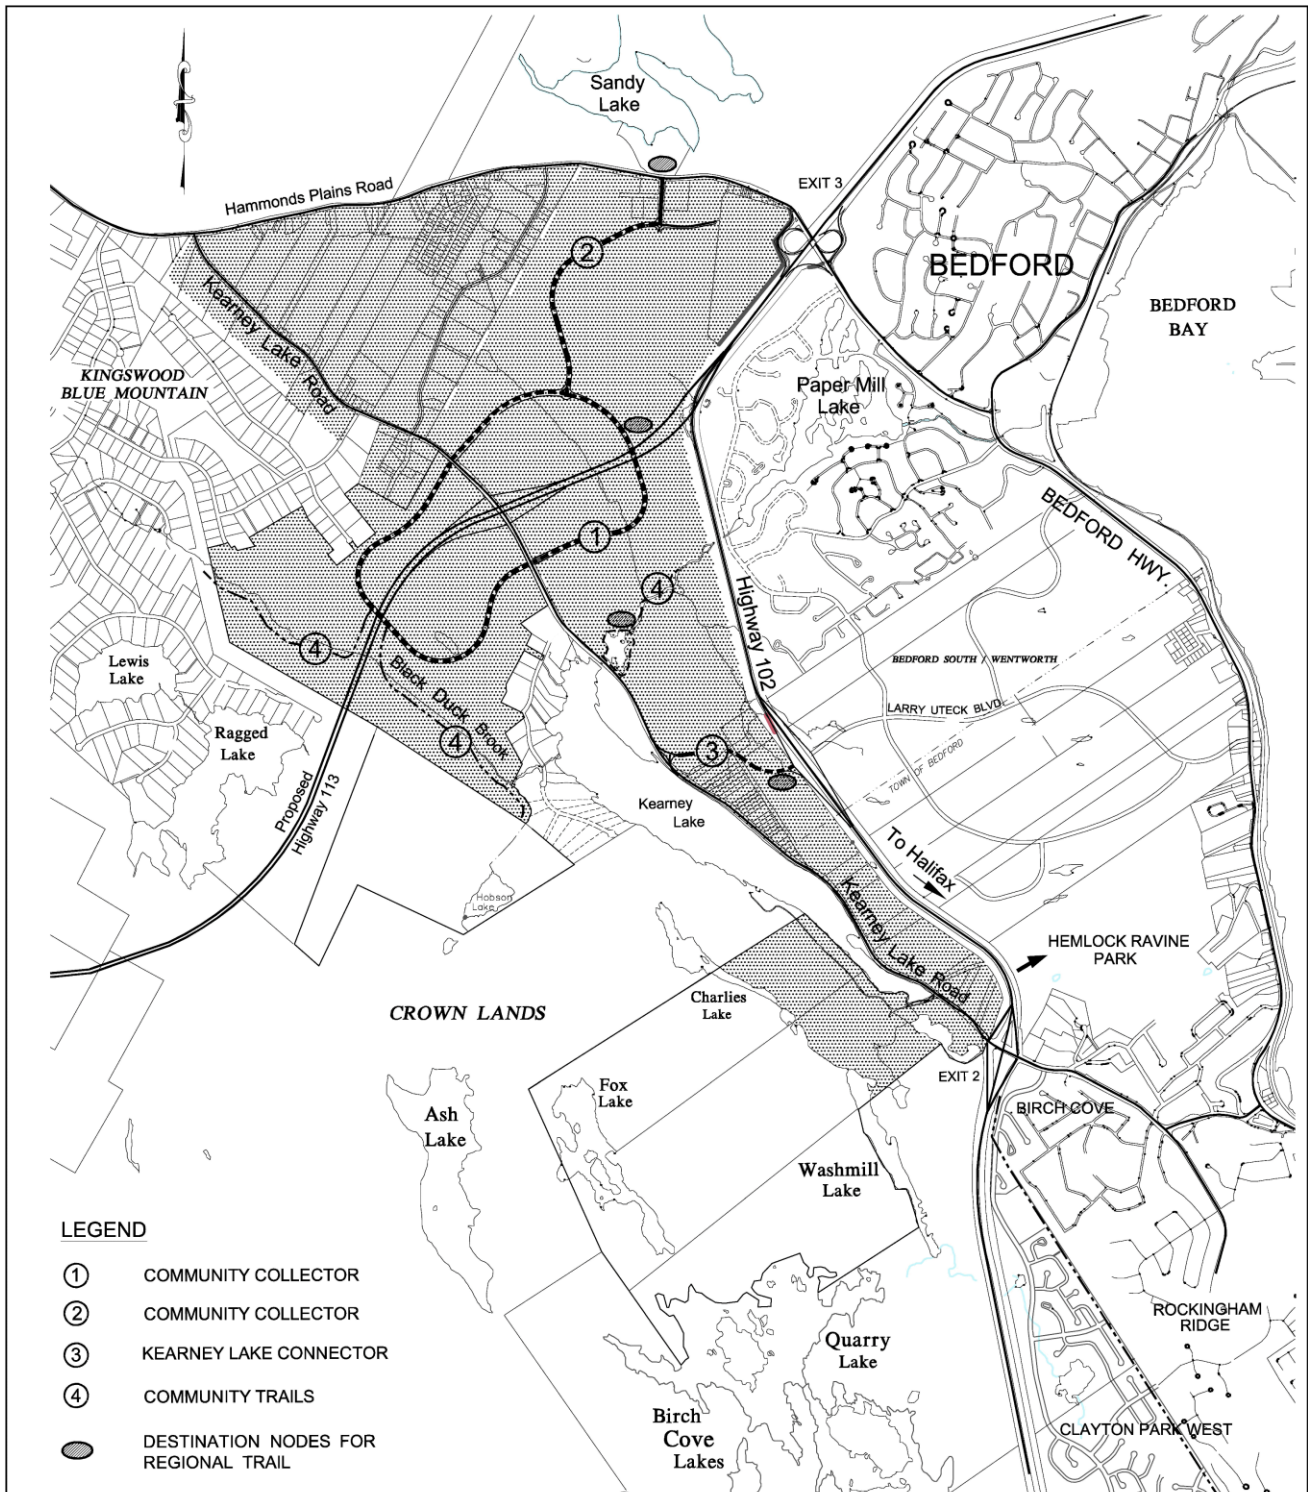 Sandy
Lake
EXIT 3
Hammonds Plains Road
2
BEDFORD
Kearney Lake Road
BEDFORD
BAY
KINGSWOOD
BLUE MOUNTAIN
Paper Mill
Lake
BEDFORD HWY.
1
4
Highway 102
4
Lewis
Lake
BEDFORD SOUTH / WENTWORTH
Black Duck Brook
LARRY UTECK BLVD.
Ragged
Lake
4
3
TOWN OF BEDFORD
Proposed
Highway 113
Kearney
Lake
To Halifax
Hobson
Lake
Kearney Lake Road
HEMLOCK RAVINE
PARK
Charlies
Lake
CROWN LANDS
EXIT 2
Fox
Lake
BIRCH COVE
Ash
Lake
Washmill
Lake
LEGEND
1 COMMUNITY COLLECTOR
2 COMMUNITY COLLECTOR
3 KEARNEY LAKE CONNECTOR
4 COMMUNITY TRAILS
DESTINATION NODES FOR
REGIONAL TRAIL
ROCKINGHAM
RIDGE
Quarry
Lake
Birch
Cove
Lakes
CLAYTON PARK WEST